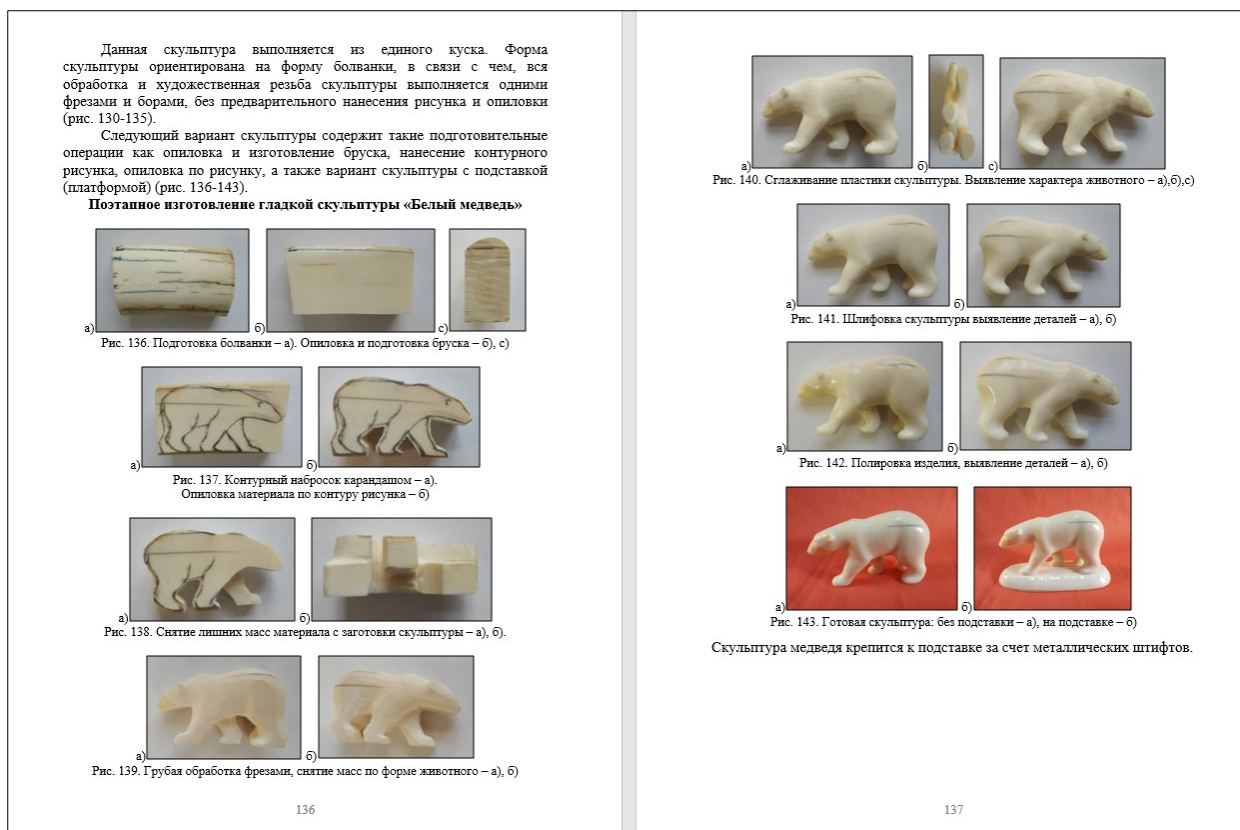 Данная скульптура выполняется из единого куска. Форма
скульптуры ориентирована на форму болванки, в связи с чем, вся
обработка и художественная резьба скульптуры выполняется одними
фрезами и борами, без предварительного нанесения рисунка и опиловки
(рис. 130-135).
Следующий вариант скульптуры содержит такие подготовительные
операции как опиловка и изготовление бруска, нанесение контурного
рисунка, опиловка по рисунку, а также вариант скульптуры с подставкой
(платформой) (рис. 136-143).
Поэтапное изготовление гладкой скульптуры «Белый медведь»
а) б) с)
Рис. 136. Подготовка болванки – а). Опиловка и подготовка бруска – б), с)
а) б)
Рис. 137. Контурный набросок карандашом – а).
Опиловка материала по контуру рисунка – б)
а) б)
Рис. 138. Снятие лишних масс материала с заготовки скульптуры – а), б).
а) б)
Рис. 139. Грубая обработка фрезами, снятие масс по форме животного – а), б)
136
а) б) с)
Рис. 140. Сглаживание пластики скульптуры. Выявление характера животного – а),б),с)
а) б)
Рис. 141. Шлифовка скульптуры выявление деталей – а), б)
а) б)
Рис. 142. Полировка изделия, выявление деталей – а), б)
а) б)
Рис. 143. Готовая скульптура: без подставки – а), на подставке – б)
Скульптура медведя крепится к подставке за счет металлических штифтов.
137